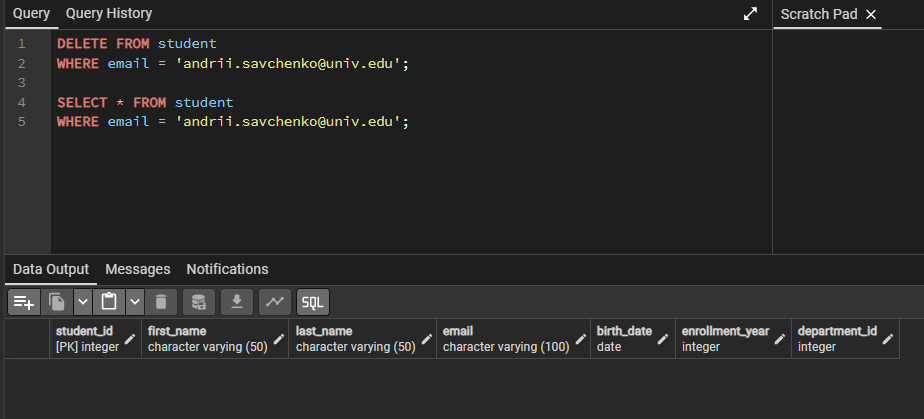 Query Query History Scratch Pad
1 DELETE FROM student
2 WHERE email = 'andrii.savchenko@univ.edu';
3
4 SELECT * FROM student
5 WHERE email = 'andrii.savchenko@univ.edu';
Data Output Messages Notifications
SQL
student_id first_name last_name email birth_date enrollment_year department_id
[PK] integer character varying (50) character varying (50) character varying (100) date integer integer